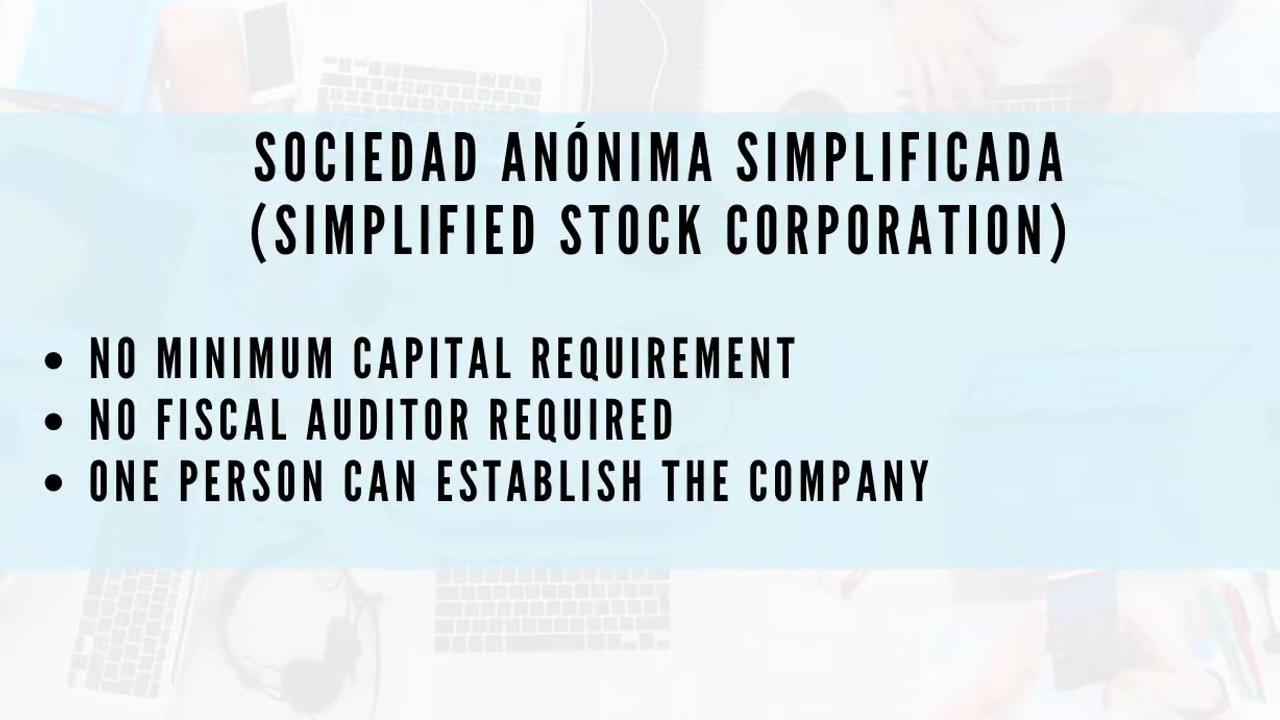 SOCIEDAD ANÓNIMA SIMPLIFICADA
(SIMPLIFIED STOCK CORPORATION)
• NO MINIMUM CAPITAL REQUIREMENT
• NO FISCAL AUDITOR REQUIRED
• ONE PERSON CAN ESTABLISH THE COMPANY